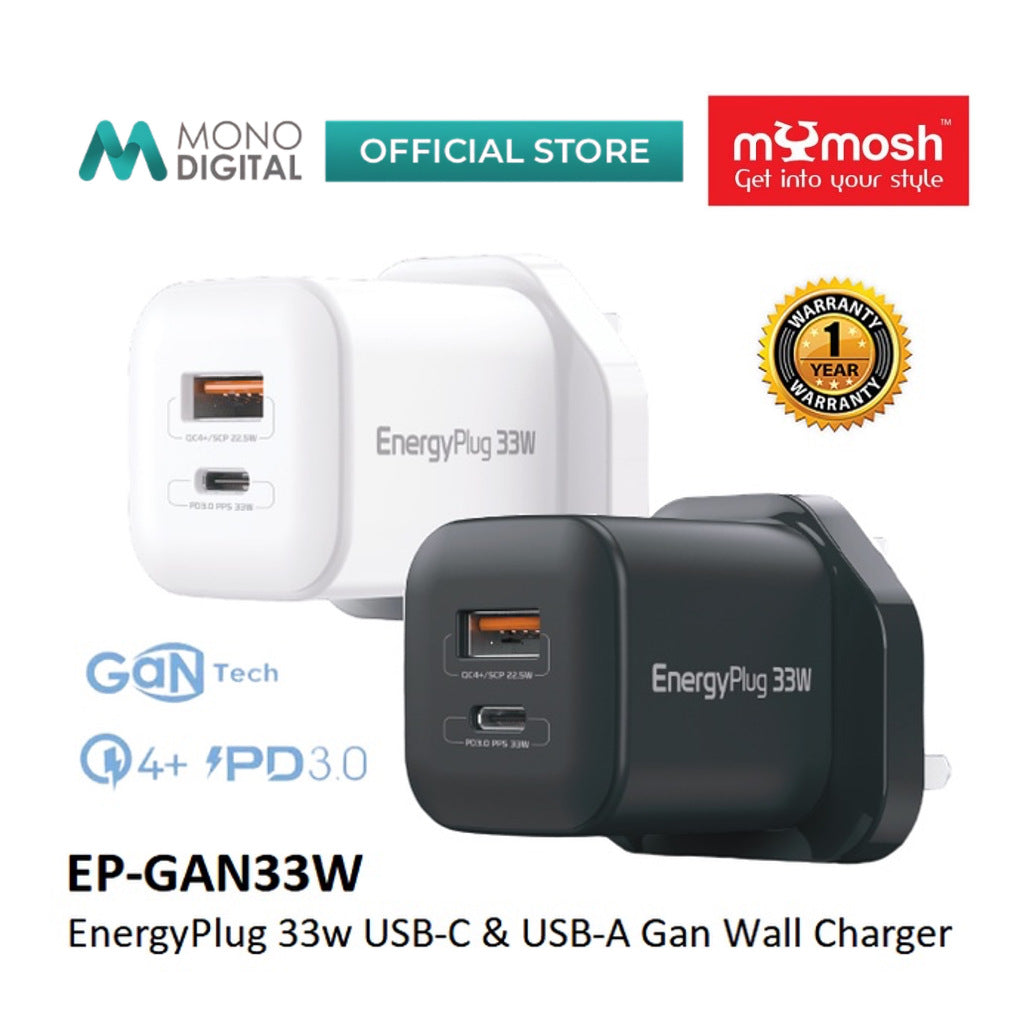 MONO
DIGITAL
OFFICIAL STORE
mymosh™
Get into your style
WARRANTY
1
YEAR
WARRANTY
QC4+/SCP 22.5W
PD3.0 PPS 33W
EnergyPlug 33W
QC4+/SCP 22.5W
PD3.0 PPS 33W
EnergyPlug 33W
GaN Tech
4+ PD3.0
EP-GAN33W
EnergyPlug 33w USB-C & USB-A Gan Wall Charger